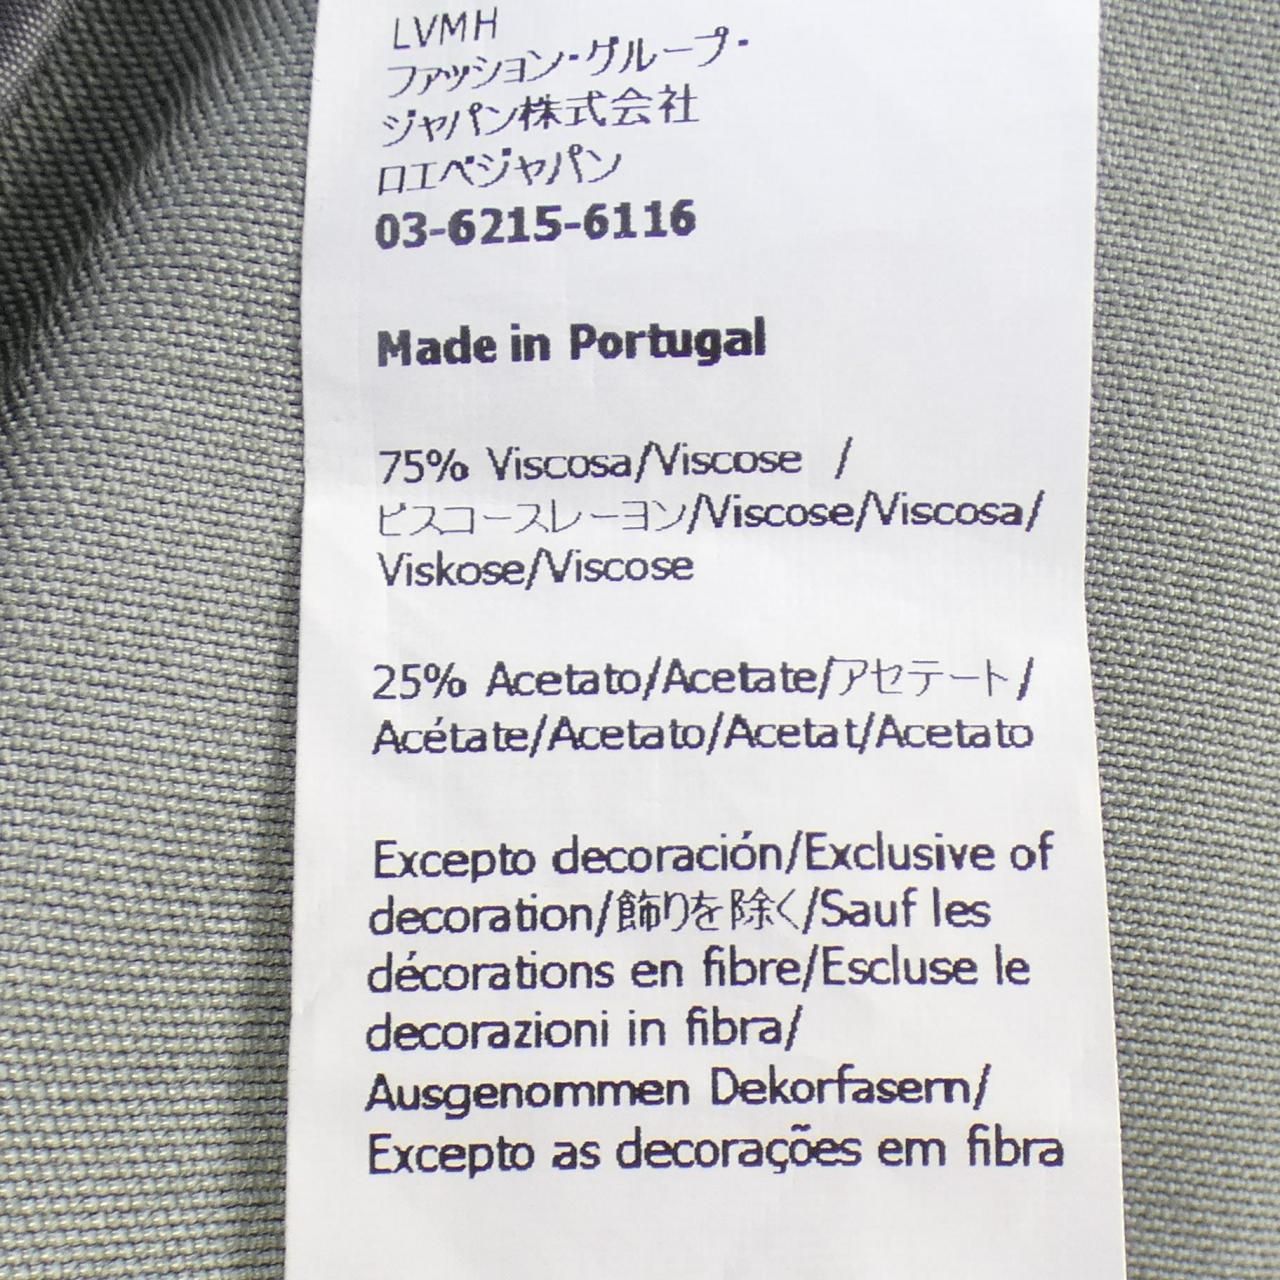 LVMH
ファッション・グループ・
ジャパン株式会社
ロエベジャパン
03-6215-6116
Made in Portugal
75% Viscosa/Viscose /
ビスコースレーヨン/Viscose/Viscosa/
Viskose/Viscose
25% Acetato/Acetate/アセテート/
Acétate/Acetato/Acetat/Acetato
Excepto decoración/Exclusive of
decoration/飾りを除く/Sauf les
décorations en fibre/Escluse le
decorazioni in fibra/
Ausgenommen Dekorfasern/
Excepto as decorações em fibra